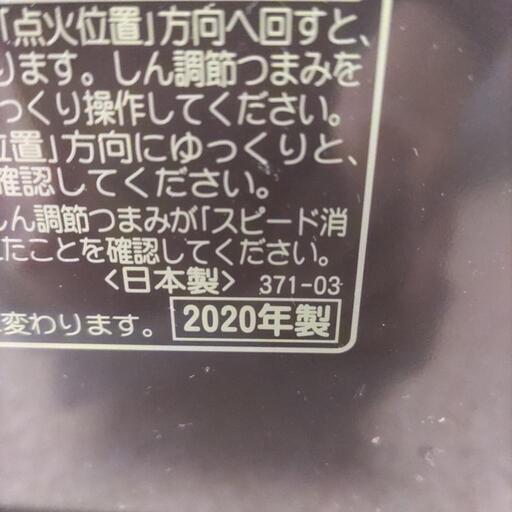 「点火位置」方向へ回すと、
ります。しん調節つまみを
っくり操作してください。
位置」方向にゆっくりと、
確認してください。
しん調節つまみが「スピード消
たことを確認してください。
〈日本製〉 371-03
変わります。 2020年製